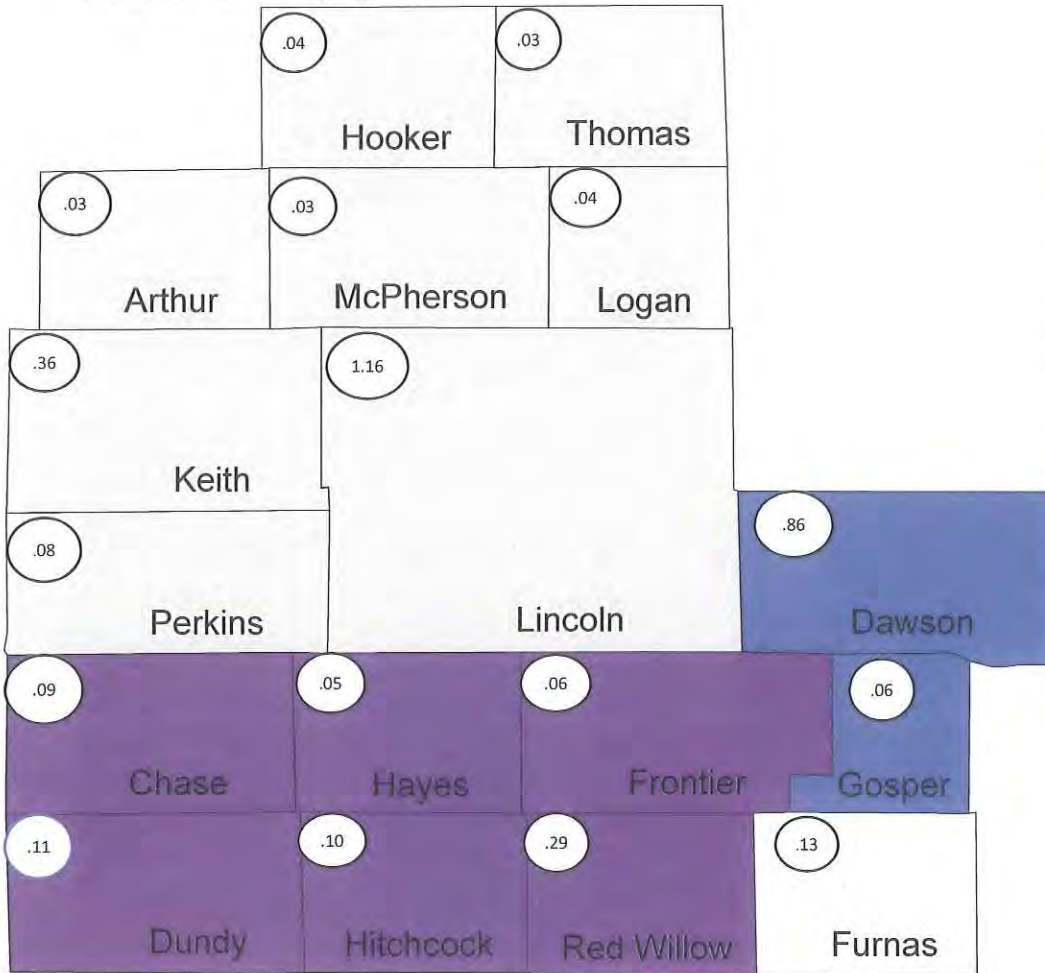 .04
.03
Hooker
Thomas
.03
.03
.04
Arthur
McPherson
Logan
.36
1.16
Keith
.86
.08
Perkins
Lincoln
Dawson
.09
.05
.06
.06
Chase
Hayes
Frontier
Gosper
.11
.10
.29
.13
Dundy
Hitchcock
Red Willow
Furnas